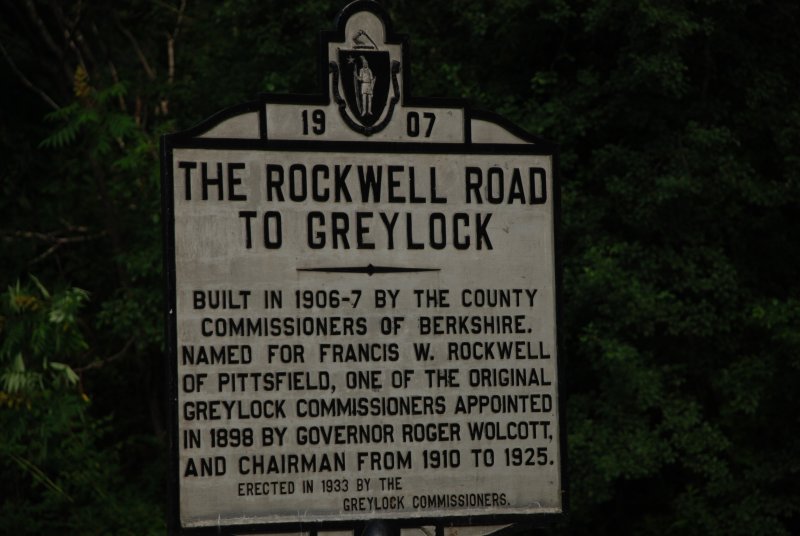 19 07
THE ROCKWELL ROAD
TO GREYLOCK
BUILT IN 1906-7 BY THE COUNTY
COMMISSIONERS OF BERKSHIRE.
NAMED FOR FRANCIS W. ROCKWELL
OF PITTSFIELD, ONE OF THE ORIGINAL
GREYLOCK COMMISSIONERS APPOINTED
IN 1898 BY GOVERNOR ROGER WOLCOTT,
AND CHAIRMAN FROM 1910 TO 1925.
ERECTED IN 1933 BY THE
GREYLOCK COMMISSIONERS.